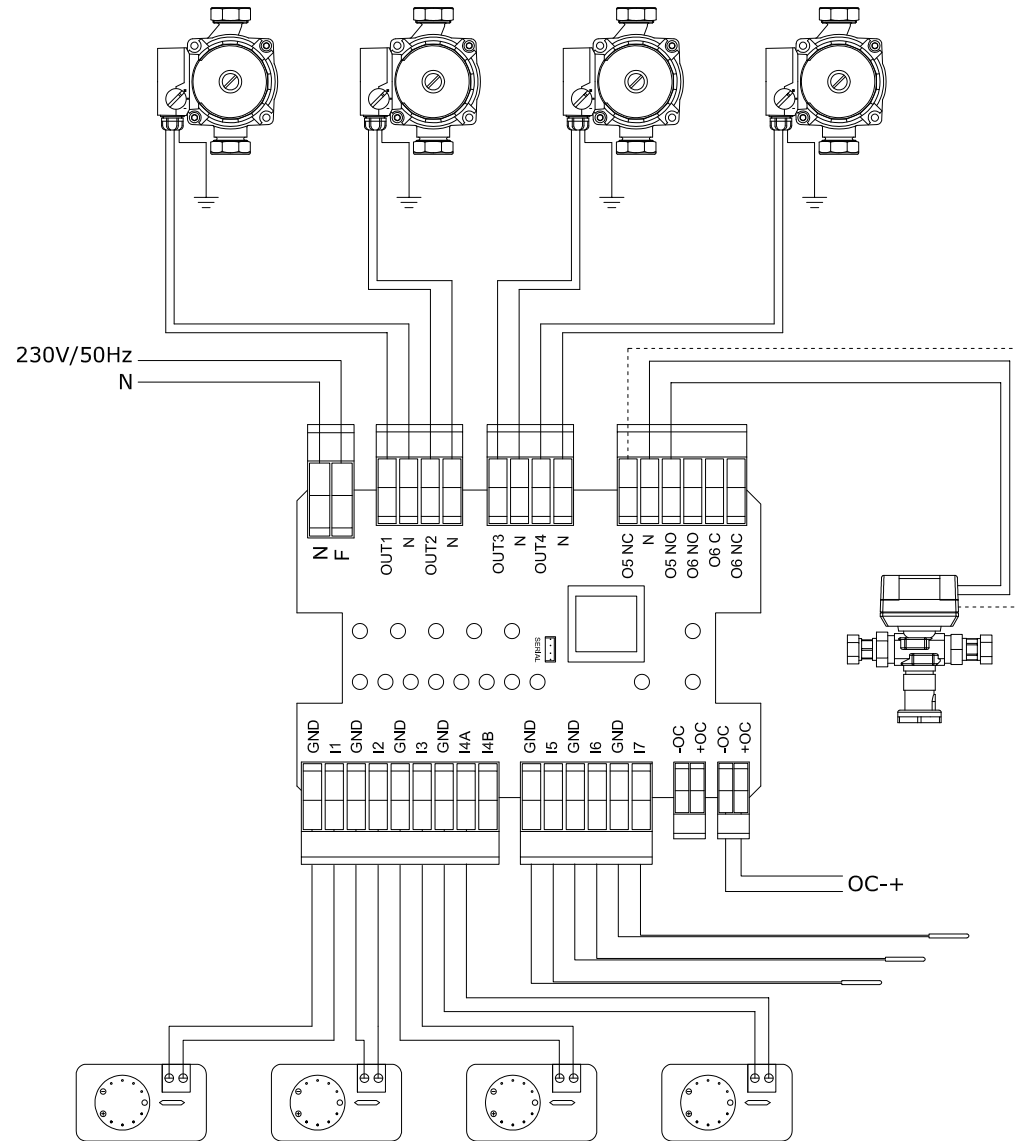 230V/50Hz
N
N
F
OUT1
N
OUT2
N
OUT3
N
OUT4
N
O5 NC
N
O5 NO
O6 NO
O6 C
O6 NC
SERIAL
GND
I1
GND
I2
GND
I3
GND
I4A
I4B
GND
I5
GND
I6
GND
I7
-OC
+OC
-OC
+OC
OC-+